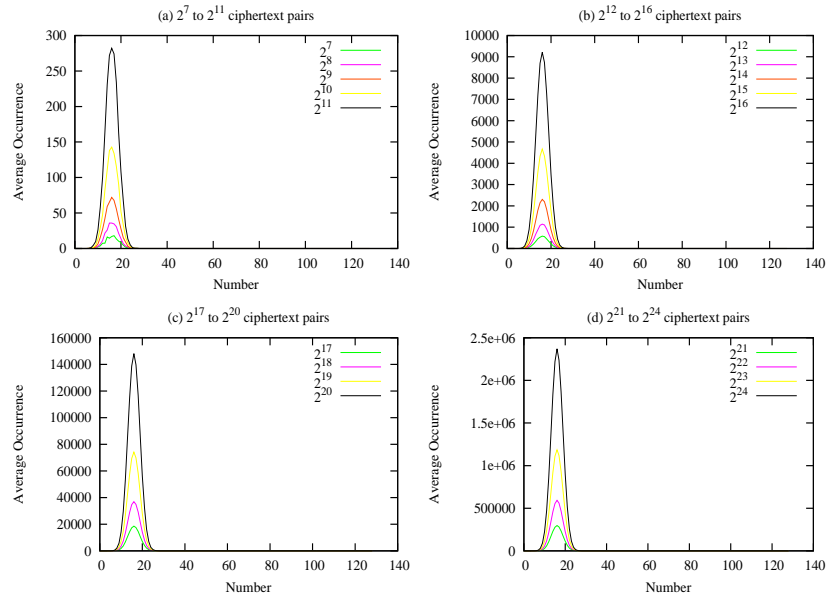 (a) 2^7 to 2^11 ciphertext pairs
Average Occurrence
300
250
200
150
100
50
0
0 20 40 60 80 100 120 140
Number
2^7
2^8
2^9
2^10
2^11
(b) 2^12 to 2^16 ciphertext pairs
Average Occurrence
10000
9000
8000
7000
6000
5000
4000
3000
2000
1000
0
0 20 40 60 80 100 120 140
Number
2^12
2^13
2^14
2^15
2^16
(c) 2^17 to 2^20 ciphertext pairs
Average Occurrence
160000
140000
120000
100000
80000
60000
40000
20000
0
0 20 40 60 80 100 120 140
Number
2^17
2^18
2^19
2^20
(d) 2^21 to 2^24 ciphertext pairs
Average Occurrence
2.5e+06
2e+06
1.5e+06
1e+06
500000
0
0 20 40 60 80 100 120 140
Number
2^21
2^22
2^23
2^24